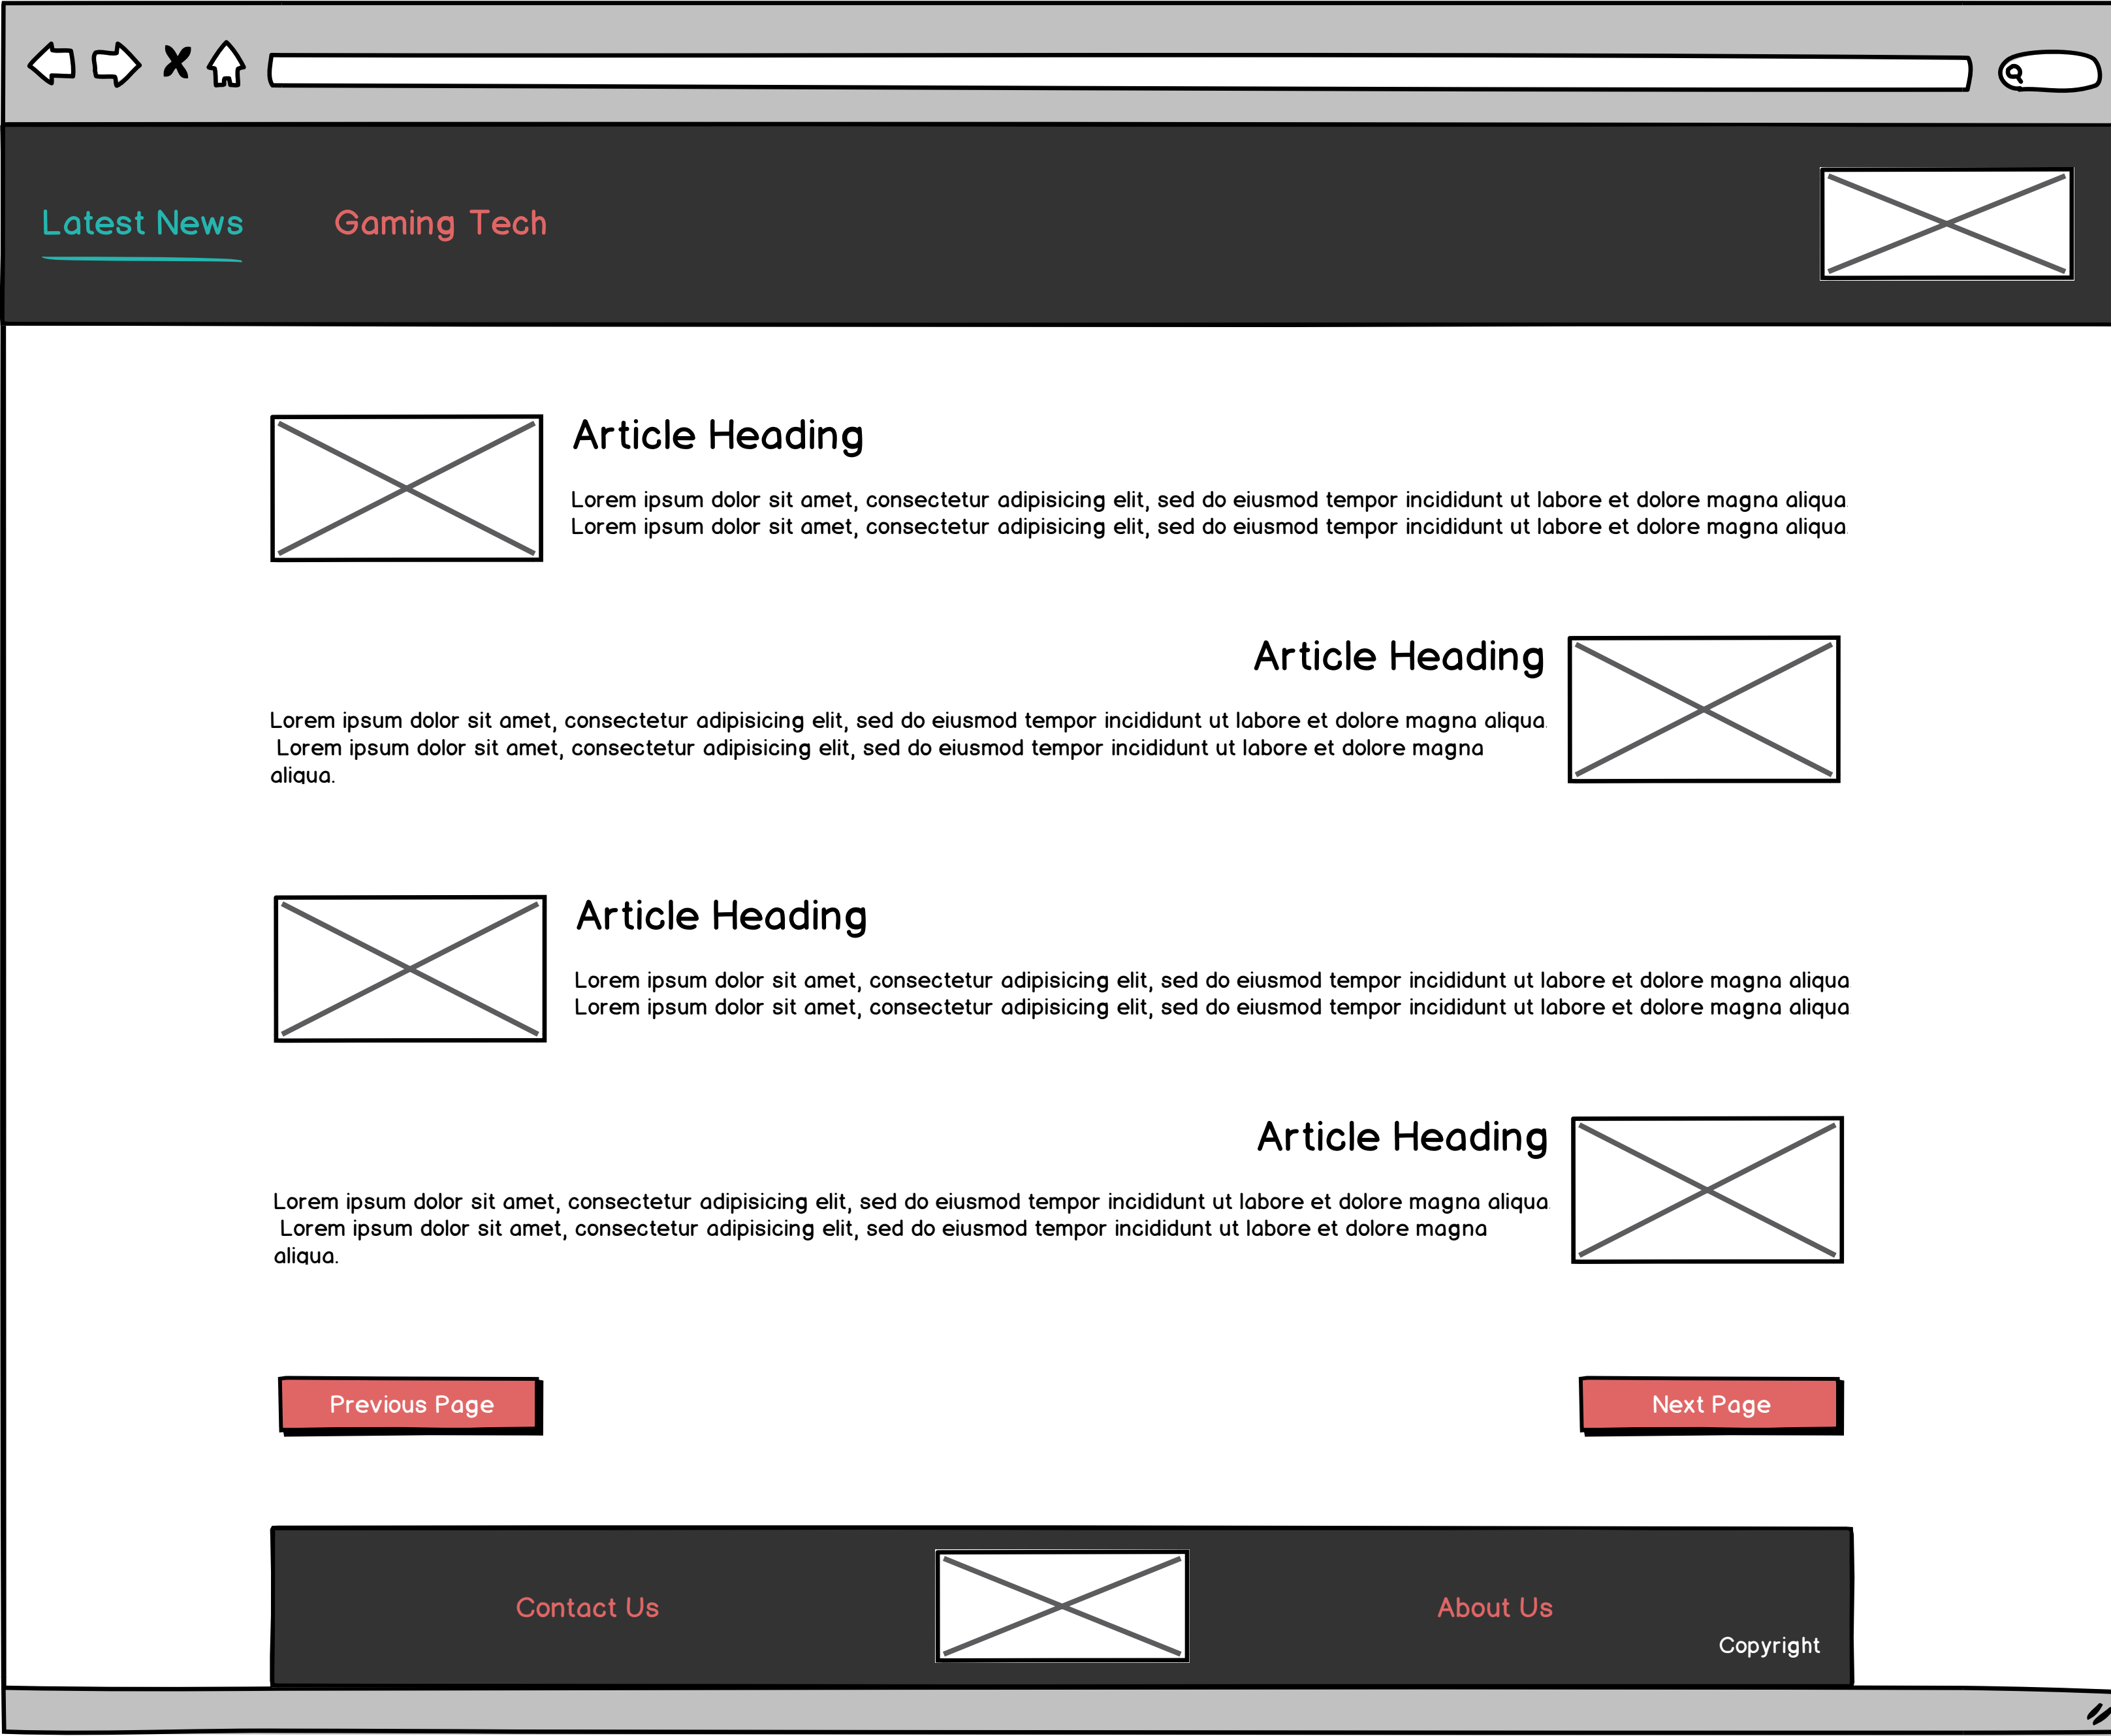 Latest News
Gaming Tech
Article Heading
Lorem ipsum dolor sit amet, consectetur adipisicing elit, sed do eiusmod tempor incididunt ut labore et dolore magna aliqua
Lorem ipsum dolor sit amet, consectetur adipisicing elit, sed do eiusmod tempor incididunt ut labore et dolore magna aliqua
Article Heading
Lorem ipsum dolor sit amet, consectetur adipisicing elit, sed do eiusmod tempor incididunt ut labore et dolore magna aliqua.
Lorem ipsum dolor sit amet, consectetur adipisicing elit, sed do eiusmod tempor incididunt ut labore et dolore magna
aliqua.
Article Heading
Lorem ipsum dolor sit amet, consectetur adipisicing elit, sed do eiusmod tempor incididunt ut labore et dolore magna aliqua
Lorem ipsum dolor sit amet, consectetur adipisicing elit, sed do eiusmod tempor incididunt ut labore et dolore magna aliqua
Article Heading
Lorem ipsum dolor sit amet, consectetur adipisicing elit, sed do eiusmod tempor incididunt ut labore et dolore magna aliqua.
Lorem ipsum dolor sit amet, consectetur adipisicing elit, sed do eiusmod tempor incididunt ut labore et dolore magna
aliqua.
Previous Page
Next Page
Contact Us
About Us
Copyright